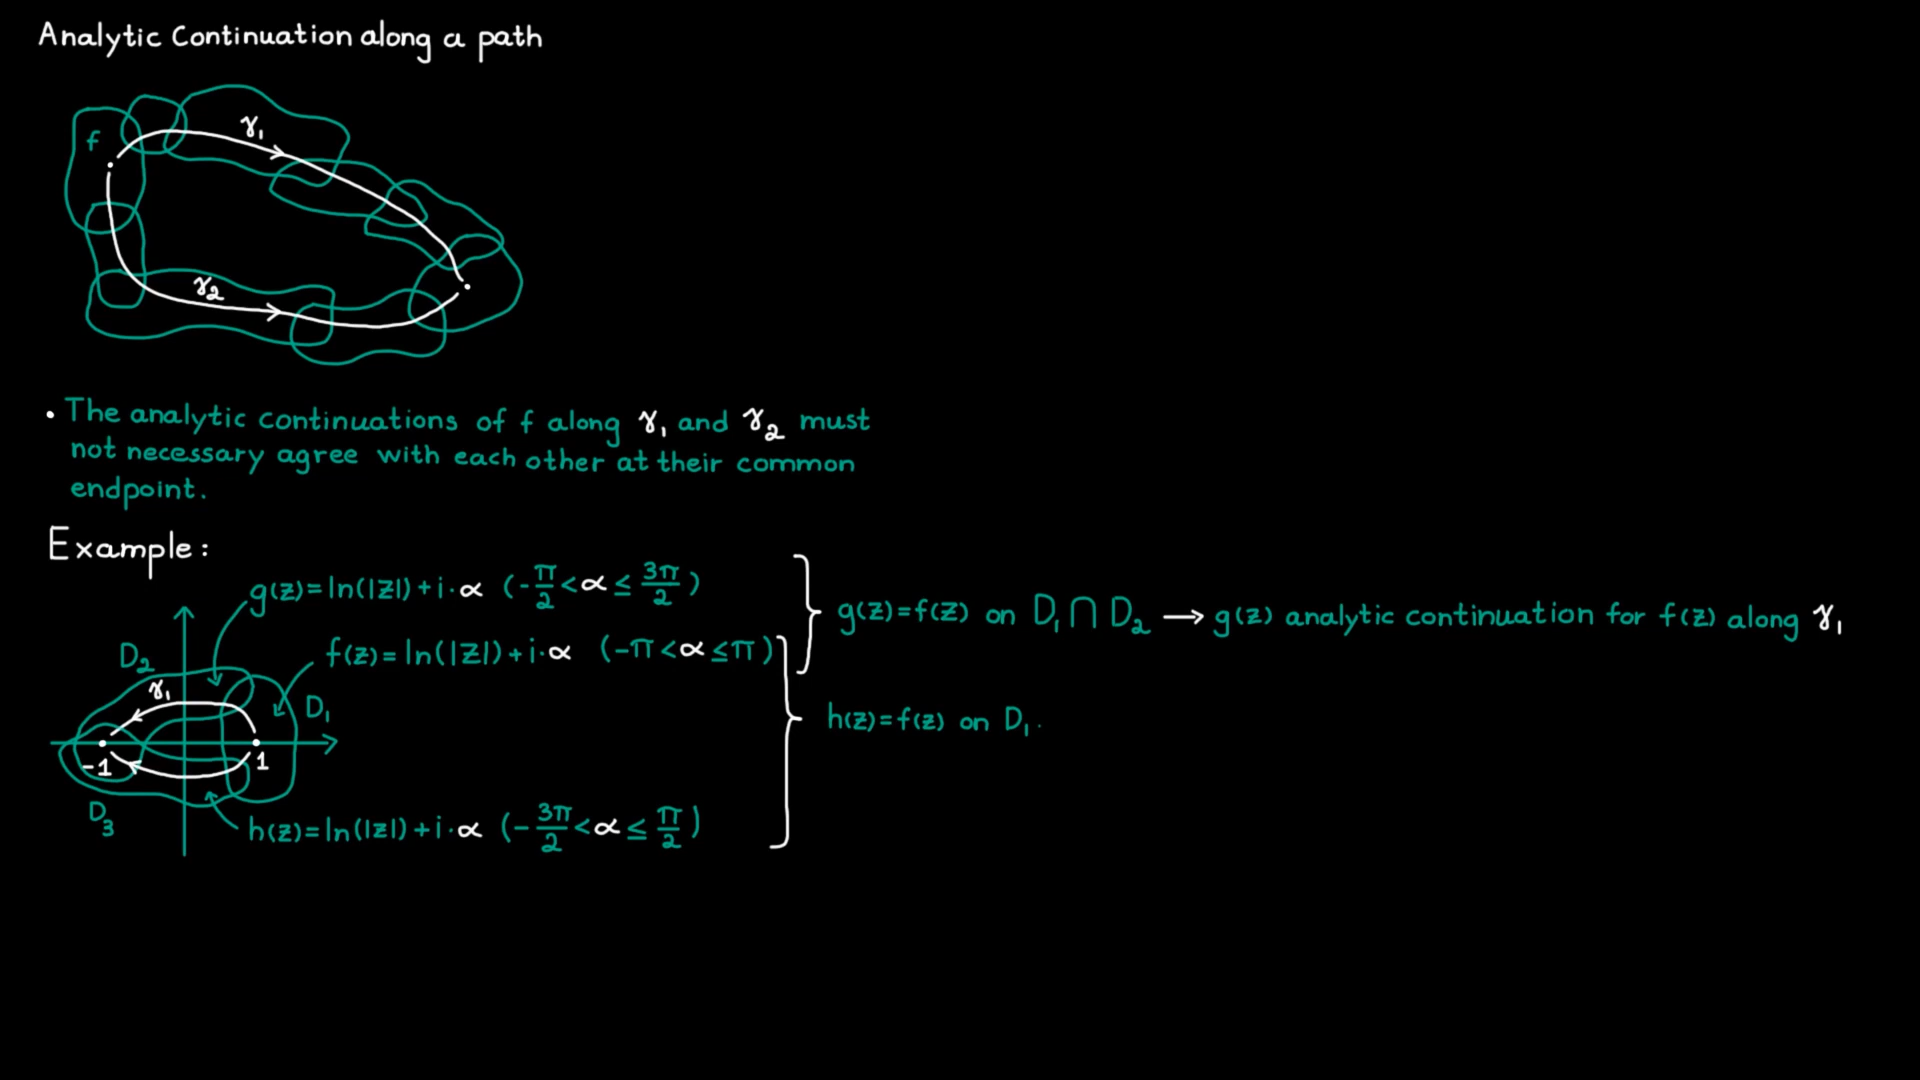 Analytic Continuation along a path
f
γ₁
γ₂
• The analytic continuations of f along γ₁ and γ₂ must
not necessary agree with each other at their common
endpoint.
Example:
g(z)=ln(|z|)+i·α (-π/2<α≤3π/2)
g(z)=f(z) on D₁∩D₂ → g(z) analytic continuation for f(z) along γ₁
f(z)=ln(|z|)+i·α (-π<α≤π)
D₂
γ₁
D₁
h(z)=f(z) on D₁.
-1
1
D₃
h(z)=ln(|z|)+i·α (-3π/2<α≤π/2)